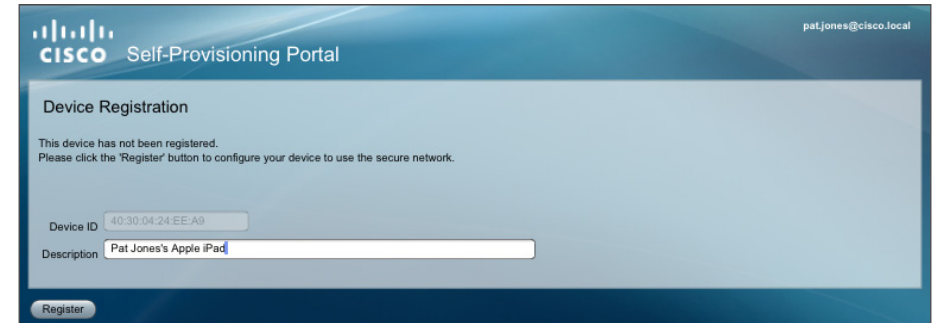 pat.jones@cisco.local
CISCO Self-Provisioning Portal
Device Registration
This device has not been registered.
Please click the 'Register' button to configure your device to use the secure network.
Device ID 40:30:04:24:EE:A9
Description Pat Jones's Apple iPad
Register